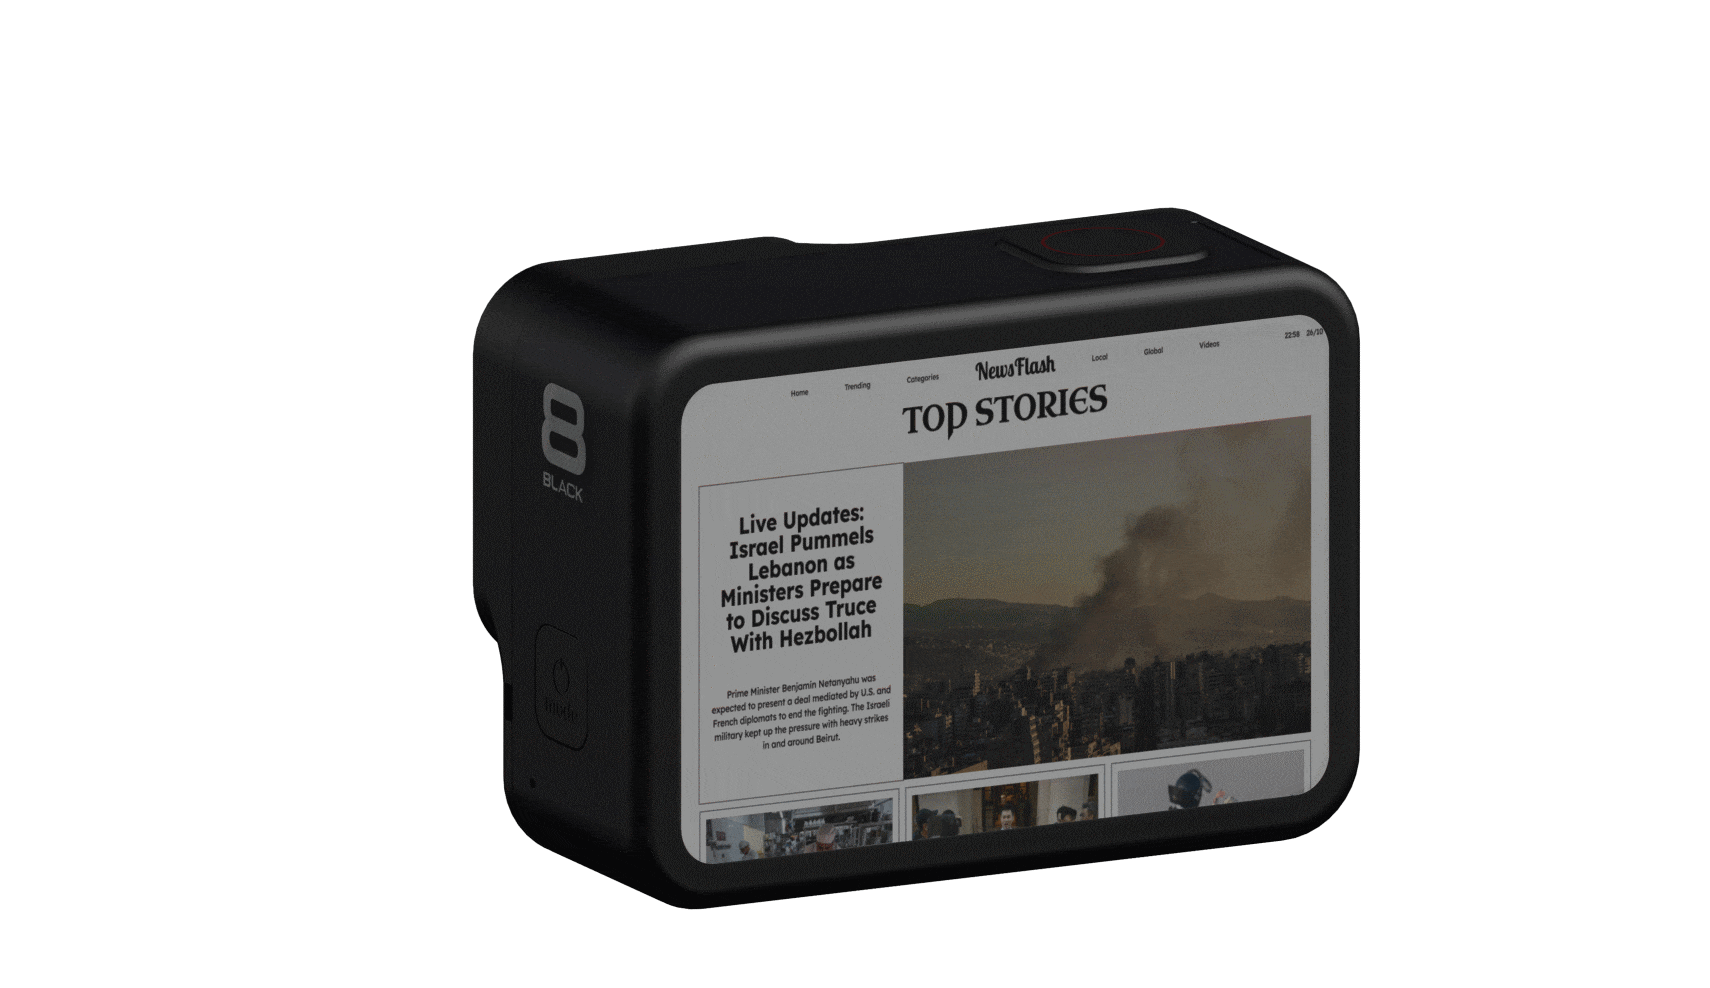 8
BLACK
mode
22:58 26/10
Home Trending Categories NewsFlash Local Global Videos
TOP STORIES
Live Updates:
Israel Pummels
Lebanon as
Ministers Prepare
to Discuss Truce
With Hezbollah
Prime Minister Benjamin Netanyahu was
expected to present a deal mediated by U.S. and
French diplomats to end the fighting. The Israeli
military kept up the pressure with heavy strikes
in and around Beirut.